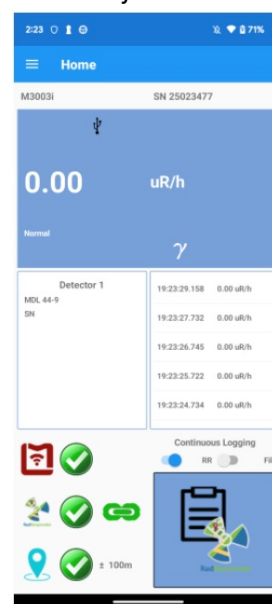 2:23 71%
Home
M3003i SN 25023477
0.00 uR/h
Normal
γ
Detector 1
MDL 44-9
SN
19:23:29.158 0.00 uR/h
19:23:27.732 0.00 uR/h
19:23:26.745 0.00 uR/h
19:23:25.722 0.00 uR/h
19:23:24.734 0.00 uR/h
Continuous Logging
RR
± 100m